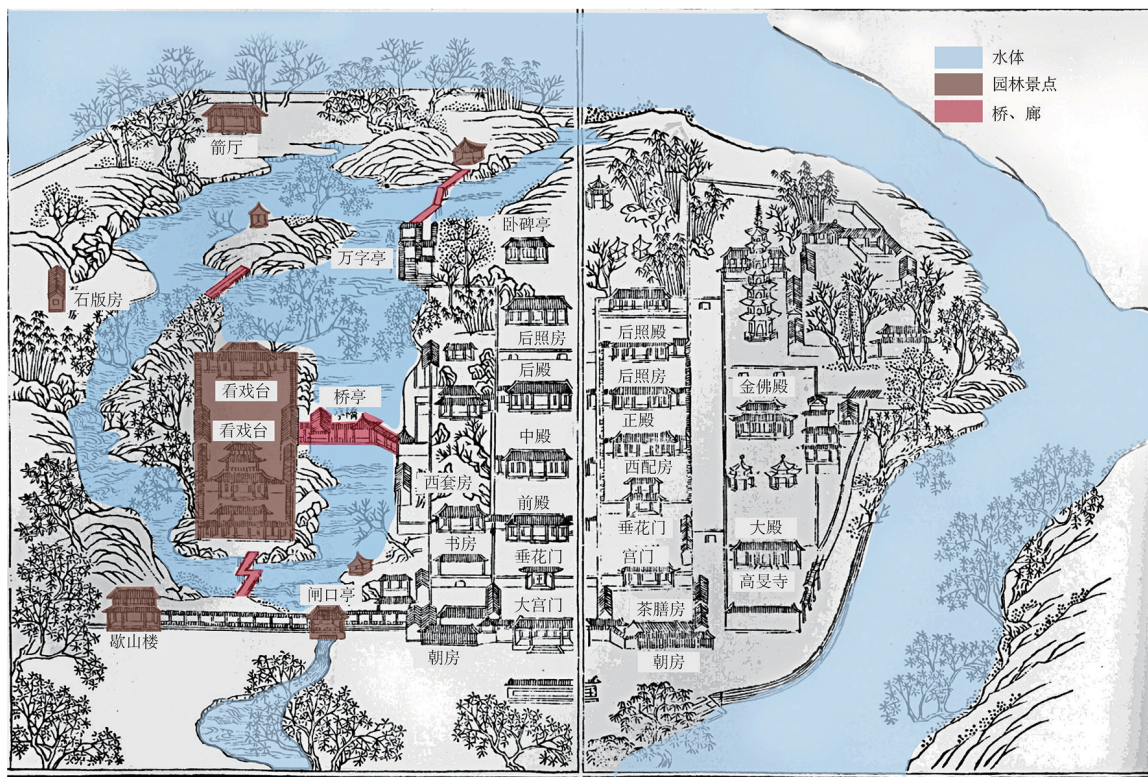 水体
园林景点
桥、廊
箭厅
卧碑亭
万字亭
石版房
后照房
后照殿
后殿
后照房
看戏台
桥亭
金佛殿
看戏台
中殿
正殿
西套房
西配房
前殿
垂花门
大殿
书房
垂花门
宫门
高旻寺
闸口亭
大宫门
茶膳房
歇山楼
朝房
朝房